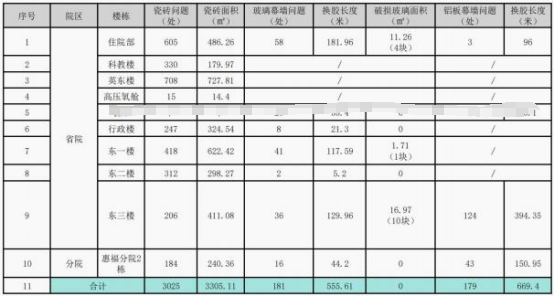 序号 院区 楼栋 瓷砖问题（处） 瓷砖面积（㎡） 玻璃幕墙问题（处） 换胶长度（米） 破损玻璃面积（㎡） 铝板幕墙问题（处） 换胶长度（米）
1 住院部 605 486.26 58 181.96 11.26（4块） 3 96
2 科教楼 330 179.97 / /
3 英东楼 708 727.81 / /
4 高压氧舱 15 14.4 / /
5
6 行政楼 247 324.54 8 21.3 0 /
省院
7 东一楼 418 622.42 41 117.59 1.71（1块） /
8 东二楼 312 298.27 2 5.2 0 /
9 东三楼 206 411.08 36 129.96 16.97（10块） 124 394.35
10 分院 惠福分院2栋 184 240.36 16 44.2 0 43 150.95
11 合计 3025 3305.11 181 555.61 0 179 669.4